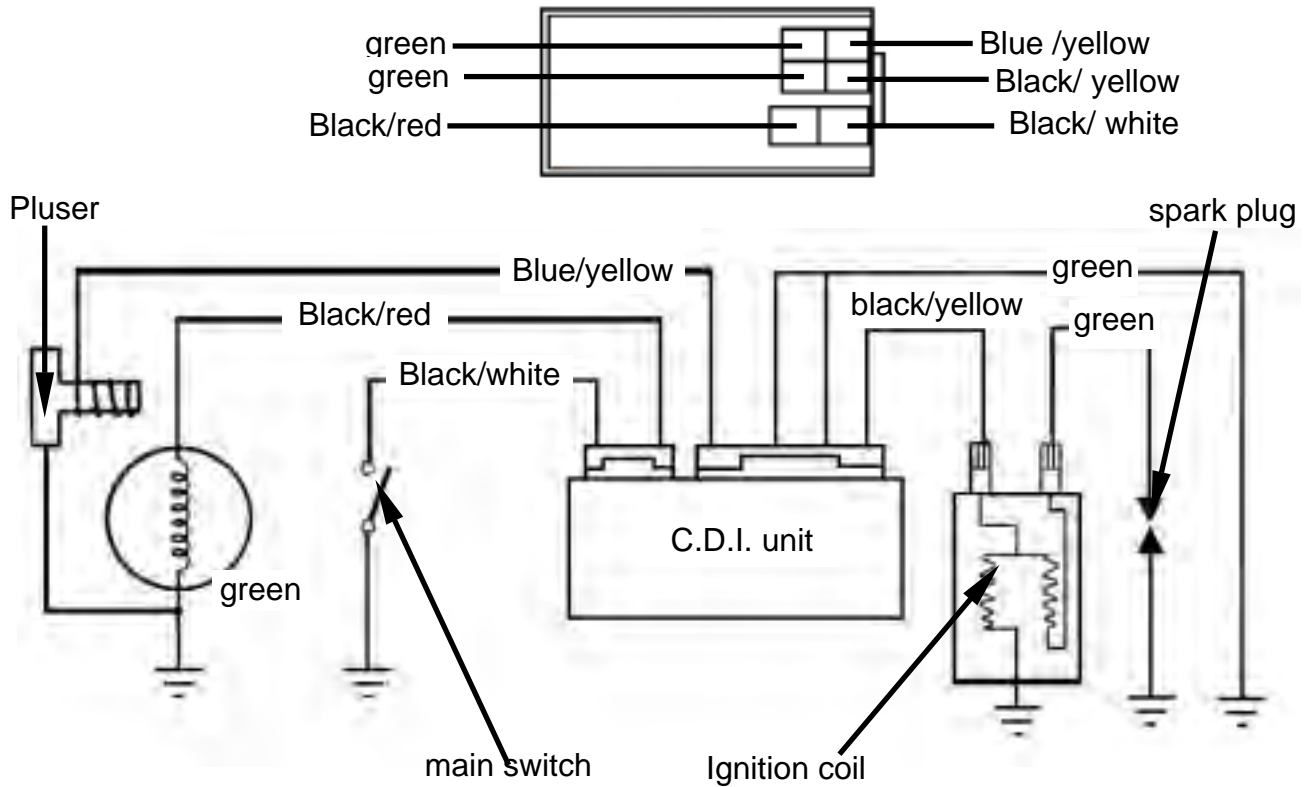 green
Blue /yellow
green
Black/ yellow
Black/red
Black/ white
Pluser
spark plug
Blue/yellow
green
Black/red
black/yellow
green
Black/white
C.D.I. unit
green
main switch
Ignition coil